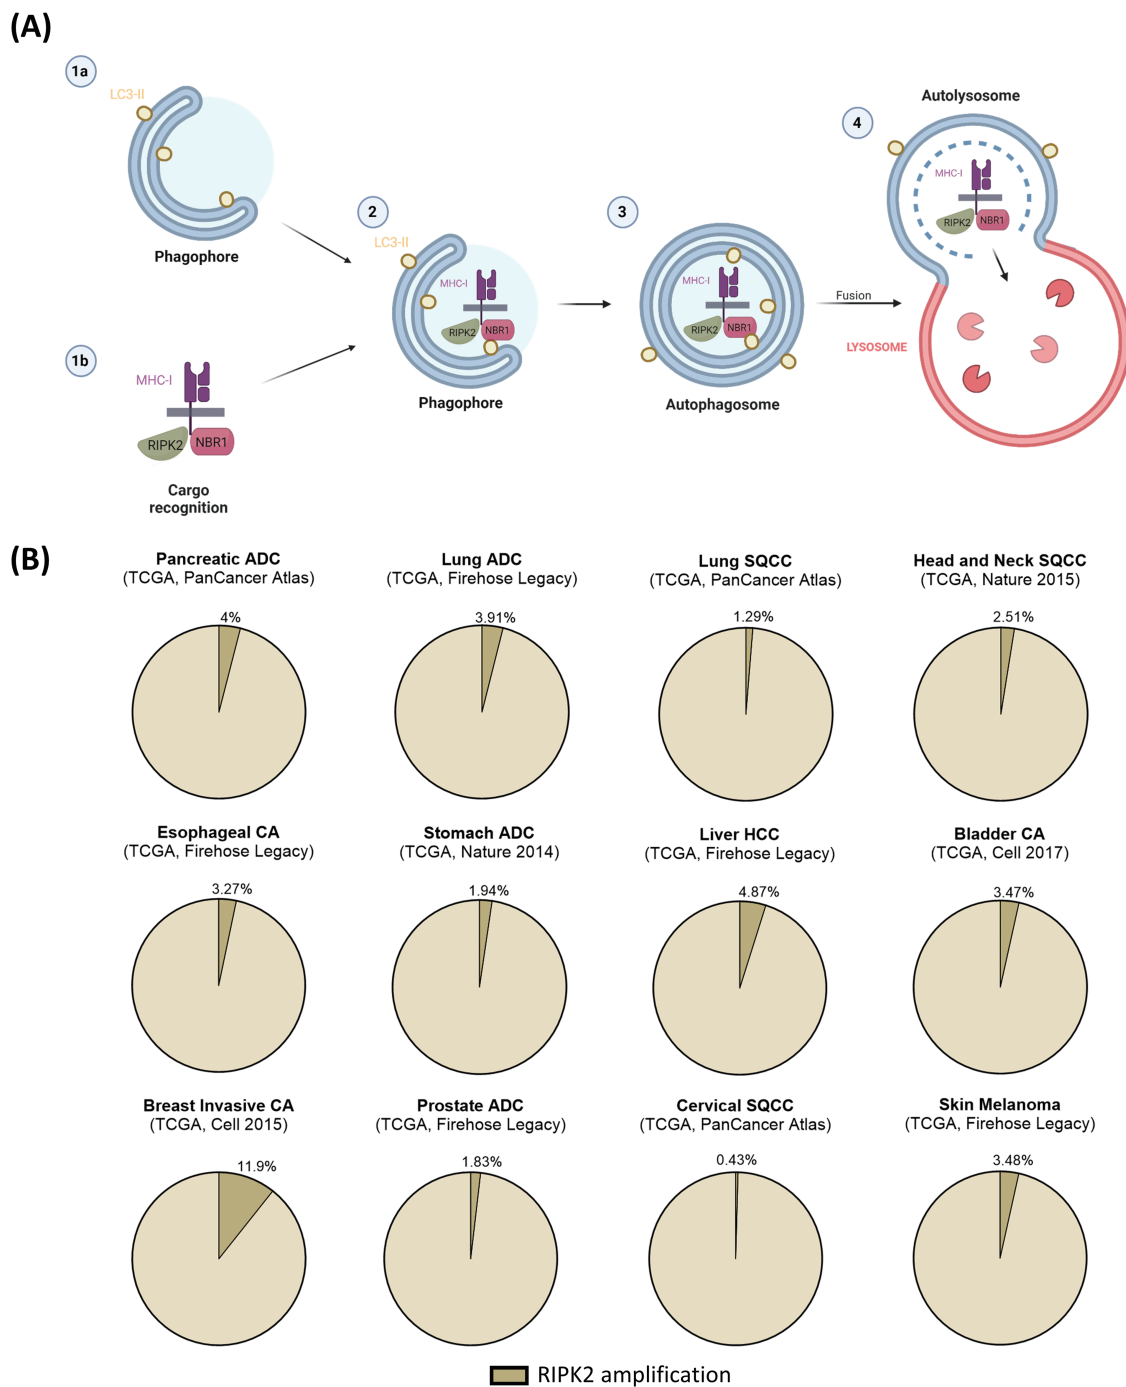 (A)
1a
LC3-II
Phagophore
1b
MHC-I
RIPK2
NBR1
Cargo
recognition
2
LC3-II
MHC-I
RIPK2
NBR1
Phagophore
3
MHC-I
RIPK2
NBR1
Autophagosome
Fusion
4
Autolysosome
MHC-I
RIPK2
NBR1
LYSOSOME
(B)
Pancreatic ADC
(TCGA, PanCancer Atlas)
4%
Lung ADC
(TCGA, Firehose Legacy)
3.91%
Lung SQCC
(TCGA, PanCancer Atlas)
1.29%
Head and Neck SQCC
(TCGA, Nature 2015)
2.51%
Esophageal CA
(TCGA, Firehose Legacy)
3.27%
Stomach ADC
(TCGA, Nature 2014)
1.94%
Liver HCC
(TCGA, Firehose Legacy)
4.87%
Bladder CA
(TCGA, Cell 2017)
3.47%
Breast Invasive CA
(TCGA, Cell 2015)
11.9%
Prostate ADC
(TCGA, Firehose Legacy)
1.83%
Cervical SQCC
(TCGA, PanCancer Atlas)
0.43%
Skin Melanoma
(TCGA, Firehose Legacy)
3.48%
RIPK2 amplification